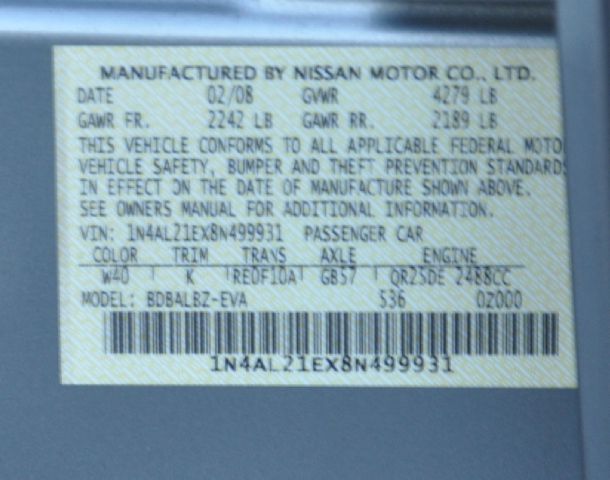 MANUFACTURED BY NISSAN MOTOR CO., LTD.
DATE 02/08 GVWR 4279 LB
GAWR FR. 2242 LB GAWR RR. 2189 LB
THIS VEHICLE CONFORMS TO ALL APPLICABLE FEDERAL MOTO
VEHICLE SAFETY, BUMPER AND THEFT PREVENTION STANDARDS
IN EFFECT ON THE DATE OF MANUFACTURE SHOWN ABOVE.
SEE OWNERS MANUAL FOR ADDITIONAL INFORMATION.
VIN: 1N4AL21EX8N499931 PASSENGER CAR
COLOR TRIM TRANS AXLE ENGINE
W40 K RE0F10A GB57 QR25DE 2488CC
MODEL: BDBALBZ-EVA 536 02000
1N4AL21EX8N499931